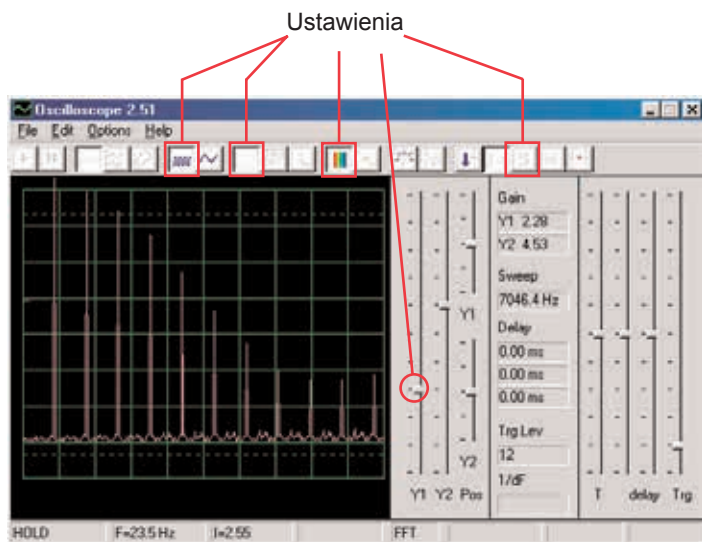 Ustawienia
Oscilloscope 2.51
File Edit Options Help
Gain
Y1 2.28
Y2 4.53
Sweep
7046.4 Hz
Y1
Delay
0.00 ms
0.00 ms
0.00 ms
Trg Lev
12
Y2
1/dF
Y1 Y2 Pos
T delay Trg
HOLD F=23.5 Hz I=2.55 FFT